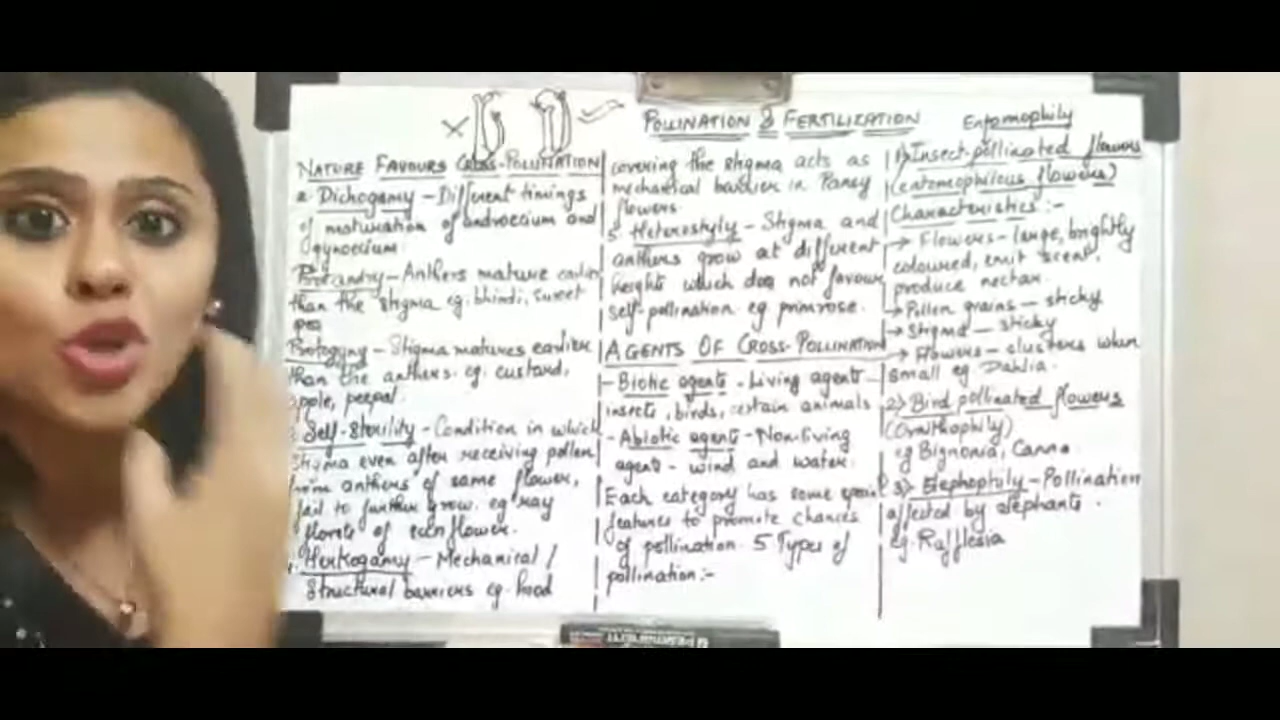 POLLINATION & FERTILIZATION
NATURE FAVOURS CROSS-POLLINATION
2. Dichogamy - Different timings
of maturation of androecium and
gynoecium.
Protandry - Anthers mature earlier
than the stigma eg. bhindi, sweet
pea
Protogyny - Stigma matures earlier
than the anthers. eg. custard,
apple, peepal.
Self-Sterility - Condition in which
stigma even after receiving pollen
from anthers of same flower,
fail to further grow. eg ray
florets of
Herkogamy - Mechanical /
Structural barriers eg. hood
covering the stigma acts as
mechanical barrier in Pansy
flowers.
5. Heterostyly - Stigma and
anthers grow at different
heights which does not favour
self-pollination eg primrose.
AGENTS OF CROSS-POLLINATION
- Biotic agents - Living agent -
insects, birds, certain animals
- Abiotic agent - Non-living
agent - wind and water.
Each category has some
features to promote chances
of pollination. 5 Types of
pollination:-
Entomophily
1) Insect-pollinated flowers
(entomophilous flowers)
Characteristics:-
→ Flowers - large, brightly
coloured, emit scent,
produce nectar.
→ Pollen grains - sticky
→ Stigma - sticky
→ Flowers - clusters when
small eg Dahlia.
2) Bird pollinated flowers
(Ornithophily)
eg Bignonia, Canna
3) Elephophily - Pollination
affected by elephants.
eg. Rafflesia